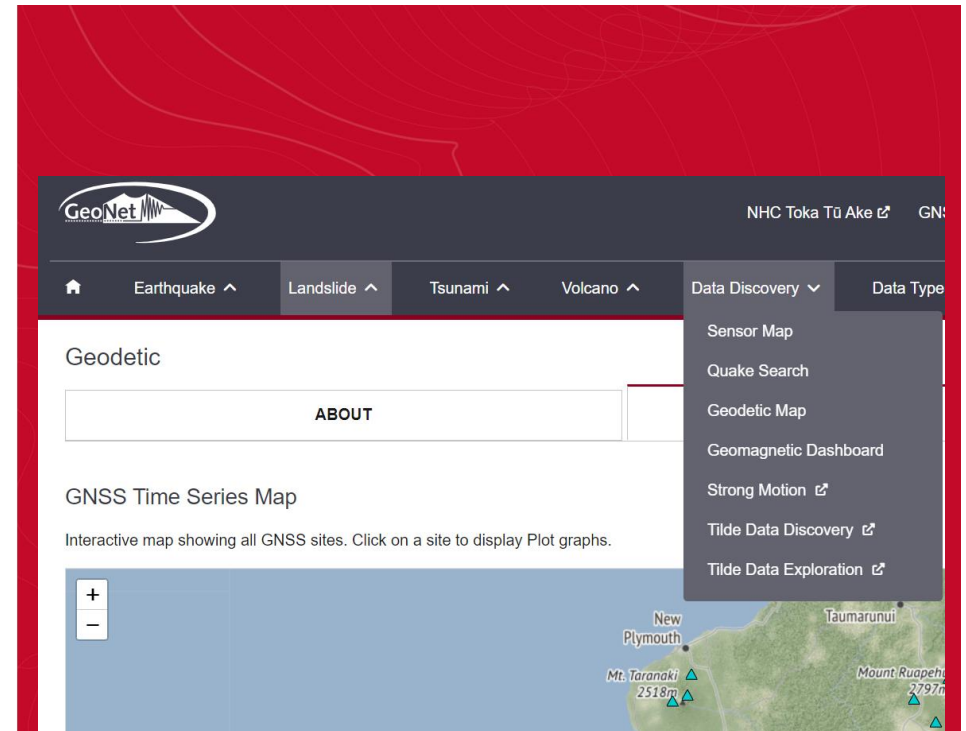 GeoNet
NHC Toka Tū Ake GNS
Earthquake Landslide Tsunami Volcano Data Discovery Data Type
Sensor Map
Quake Search
Geodetic Map
Geomagnetic Dashboard
Strong Motion
Tilde Data Discovery
Tilde Data Exploration
Geodetic
ABOUT
GNSS Time Series Map
Interactive map showing all GNSS sites. Click on a site to display Plot graphs.
+
−
New
Plymouth
Taumarunui
Mt. Taranaki
2518m
Mount Ruapehu
2797m